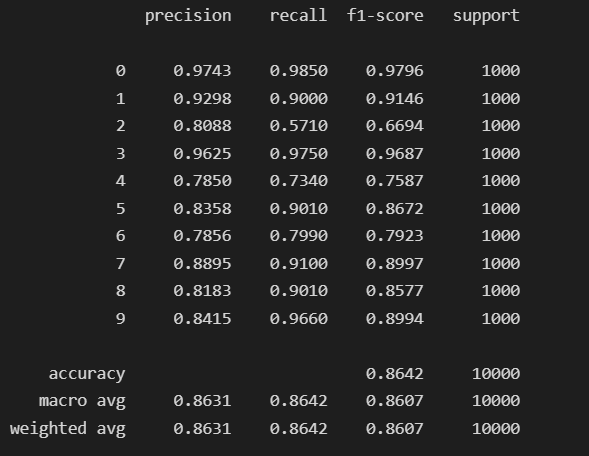 precision recall f1-score support
0 0.9743 0.9850 0.9796 1000
1 0.9298 0.9000 0.9146 1000
2 0.8088 0.5710 0.6694 1000
3 0.9625 0.9750 0.9687 1000
4 0.7850 0.7340 0.7587 1000
5 0.8358 0.9010 0.8672 1000
6 0.7856 0.7990 0.7923 1000
7 0.8895 0.9100 0.8997 1000
8 0.8183 0.9010 0.8577 1000
9 0.8415 0.9660 0.8994 1000
accuracy 0.8642 10000
macro avg 0.8631 0.8642 0.8607 10000
weighted avg 0.8631 0.8642 0.8607 10000